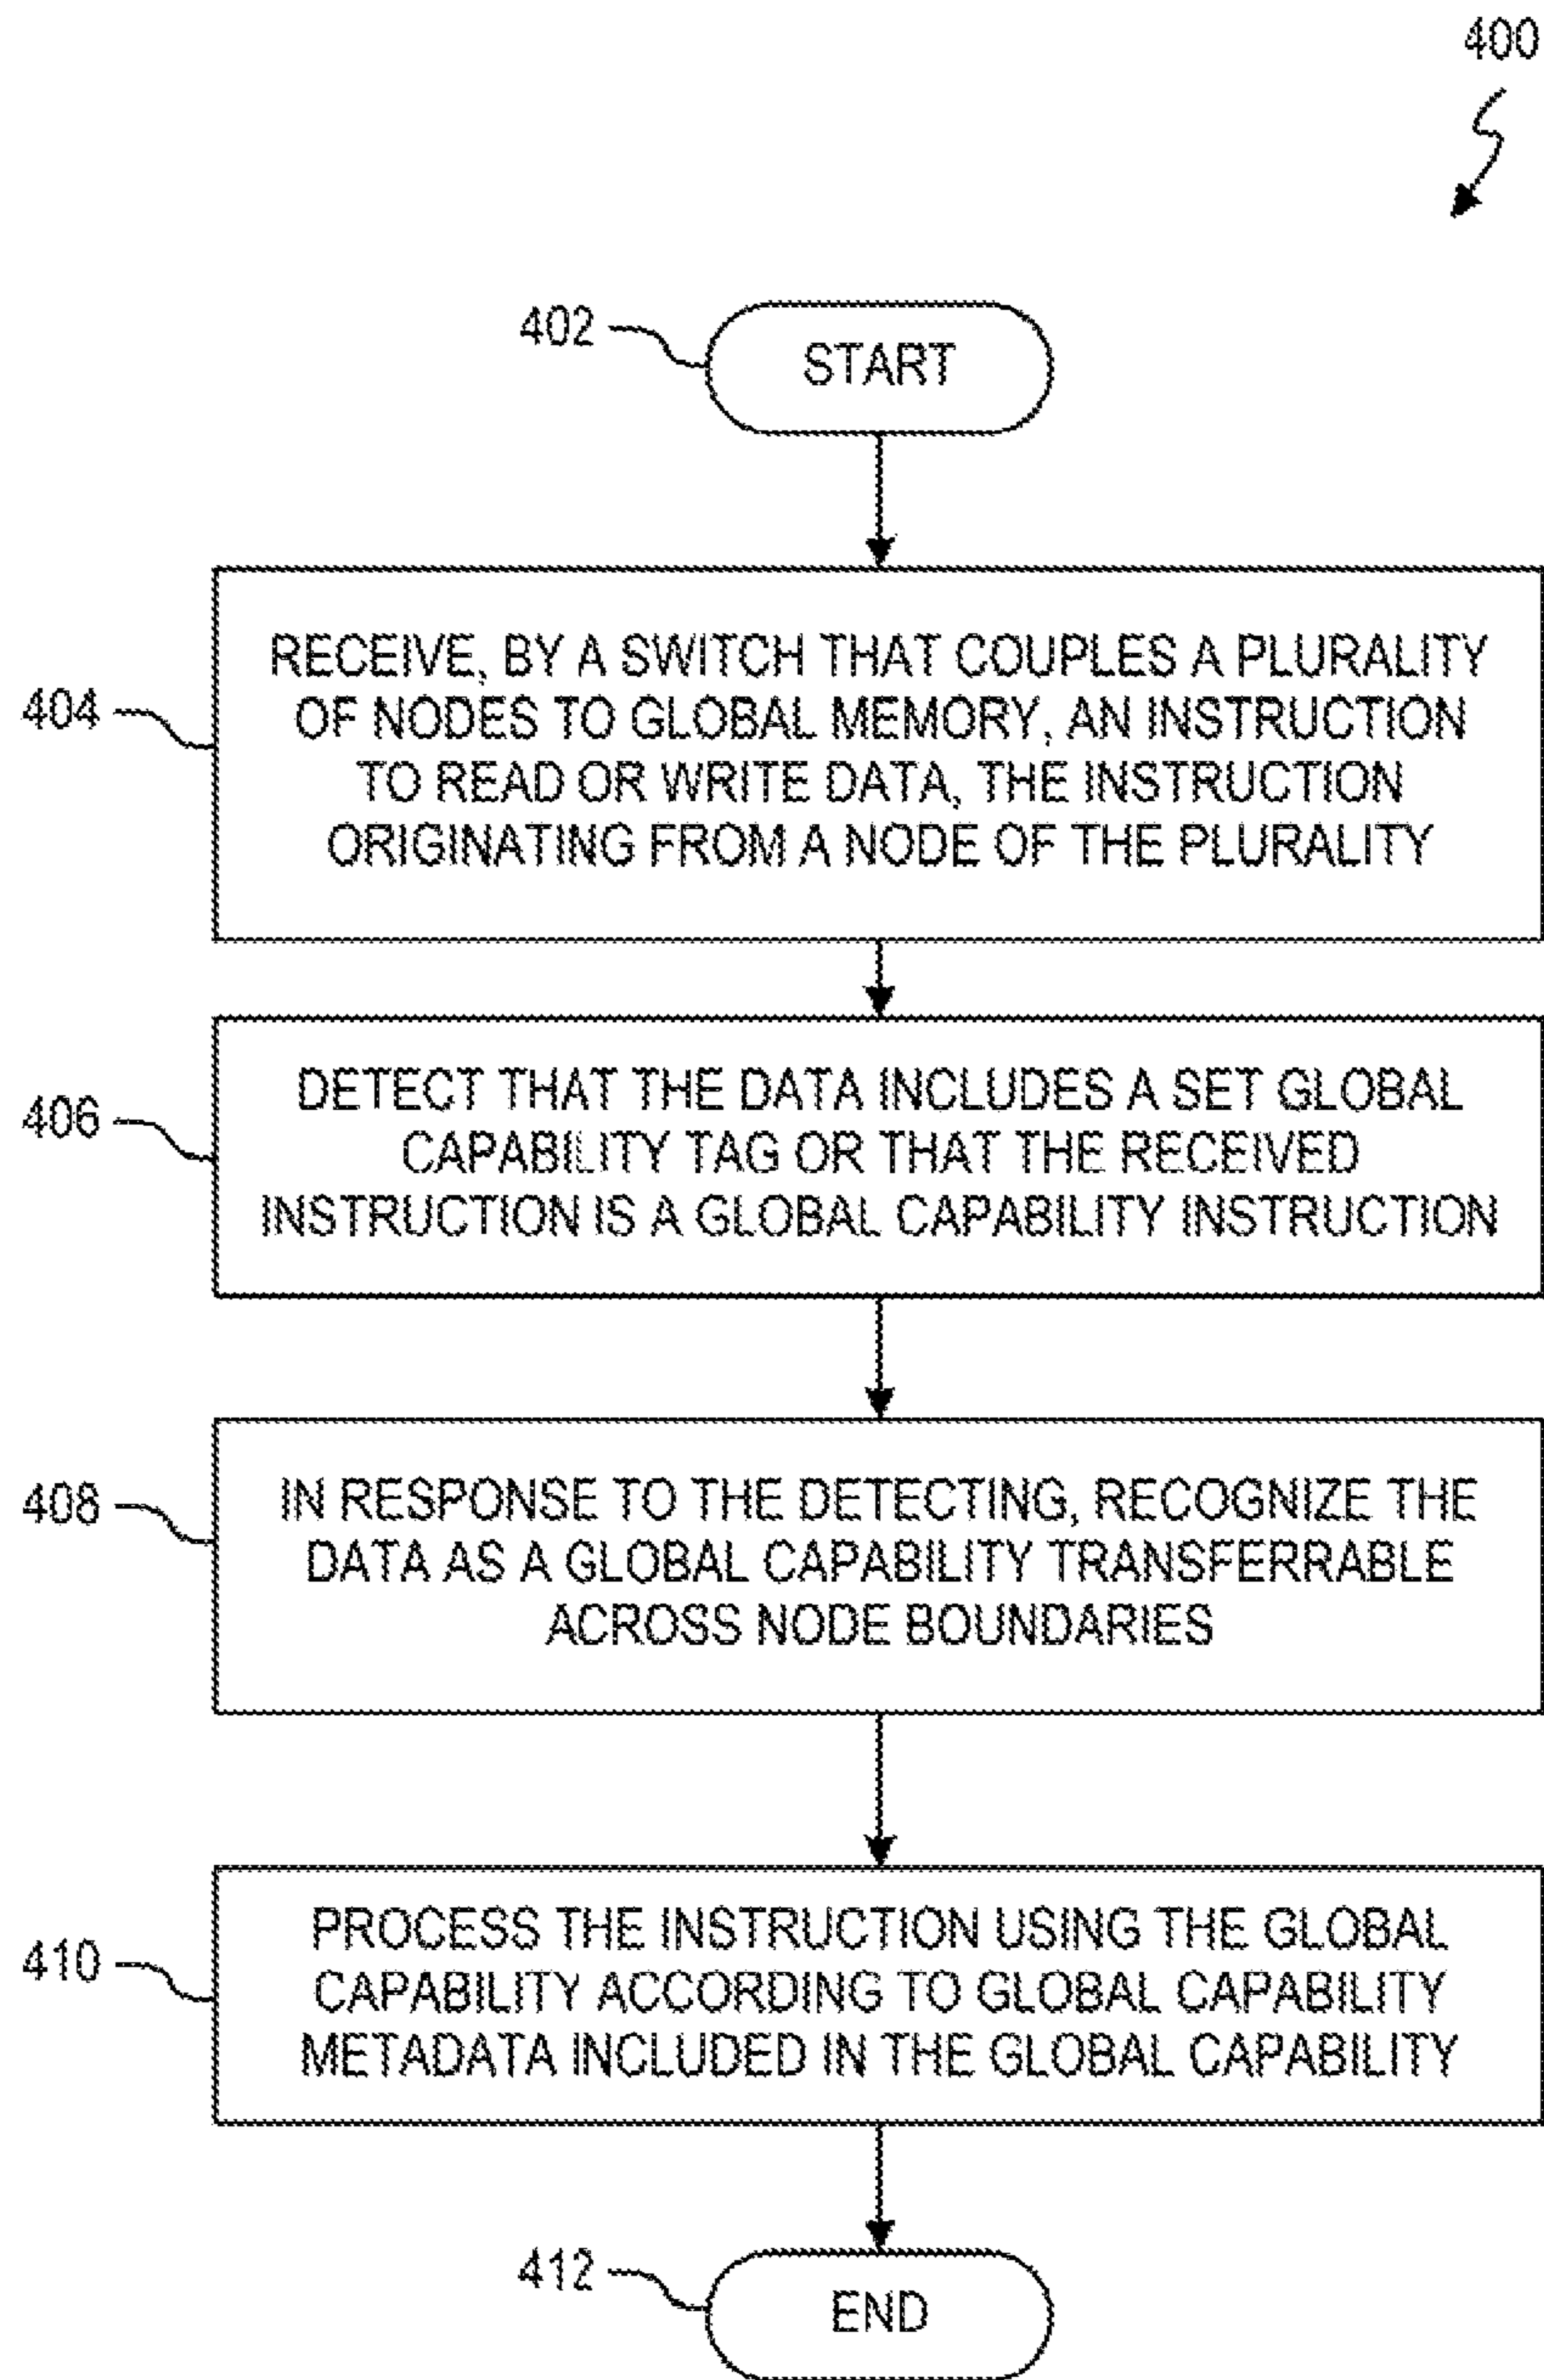 400
402
START
404
RECEIVE, BY A SWITCH THAT COUPLES A PLURALITY
OF NODES TO GLOBAL MEMORY, AN INSTRUCTION
TO READ OR WRITE DATA, THE INSTRUCTION
ORIGINATING FROM A NODE OF THE PLURALITY
406
DETECT THAT THE DATA INCLUDES A SET GLOBAL
CAPABILITY TAG OR THAT THE RECEIVED
INSTRUCTION IS A GLOBAL CAPABILITY INSTRUCTION
408
IN RESPONSE TO THE DETECTING, RECOGNIZE THE
DATA AS A GLOBAL CAPABILITY TRANSFERRABLE
ACROSS NODE BOUNDARIES
410
PROCESS THE INSTRUCTION USING THE GLOBAL
CAPABILITY ACCORDING TO GLOBAL CAPABILITY
METADATA INCLUDED IN THE GLOBAL CAPABILITY
412
END